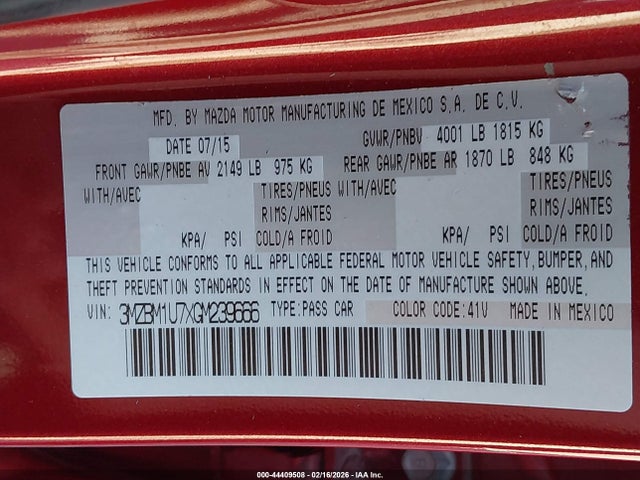 MFD. BY MAZDA MOTOR MANUFACTURING DE MEXICO S.A. DE C.V.
DATE 07/15 GVWR/PNBV 4001 LB 1815 KG
FRONT GAWR/PNBE AV 2149 LB 975 KG REAR GAWR/PNBE AR 1870 LB 848 KG
WITH/AVEC TIRES/PNEUS WITH/AVEC TIRES/PNEUS
RIMS/JANTES RIMS/JANTES
KPA/ PSI COLD/A FROID KPA/ PSI COLD/A FROID
THIS VEHICLE CONFORMS TO ALL APPLICABLE FEDERAL MOTOR VEHICLE SAFETY, BUMPER, AND
THEFT PREVENTION STANDARDS IN EFFECT ON THE DATE OF MANUFACTURE SHOWN ABOVE.
VIN: 3MZBM1U7XGM239666 TYPE: PASS CAR COLOR CODE: 41V MADE IN MEXICO
000-44409508 - 02/16/2026 - IAA Inc.